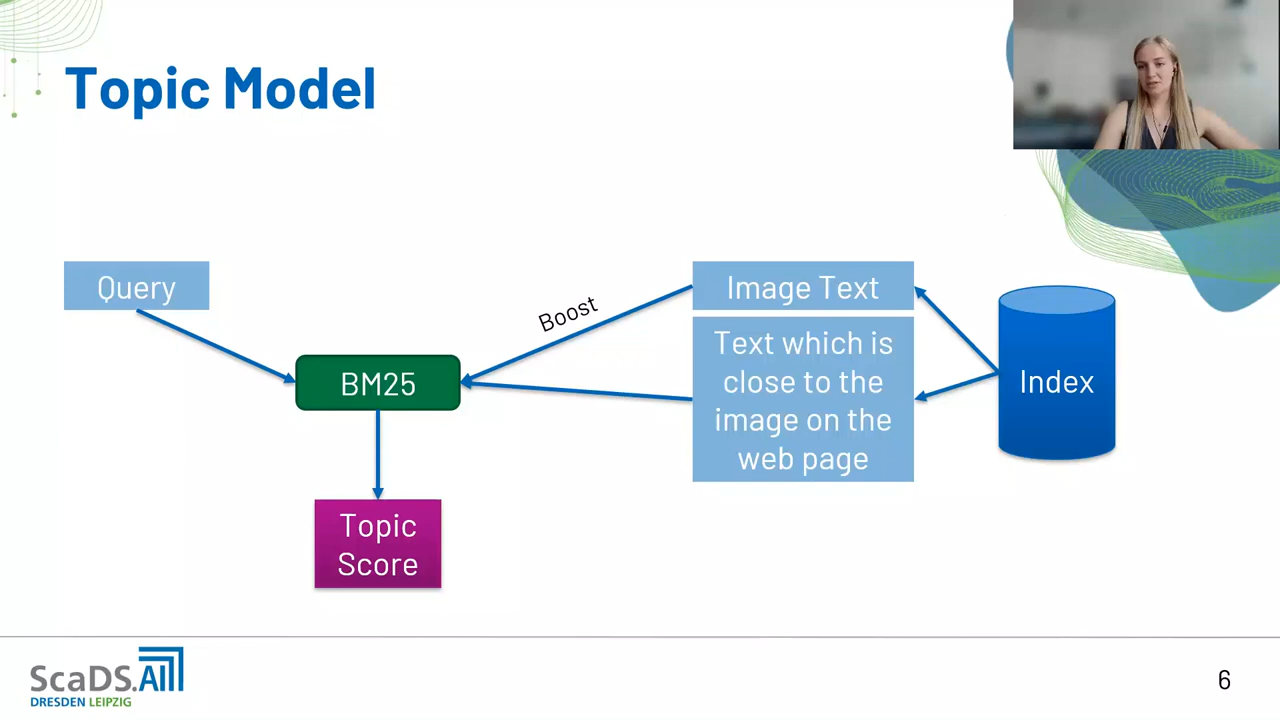 Topic Model
Query
Boost
Image Text
BM25
Text which is
close to the
image on the
web page
Index
Topic
Score
ScaDS.AI
DRESDEN LEIPZIG
6